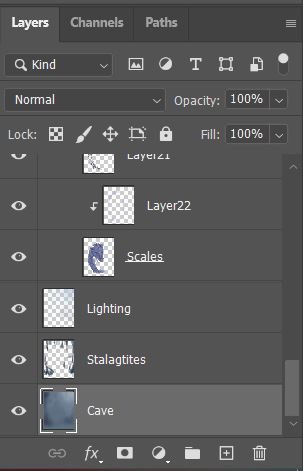 Layers Channels Paths
Kind
Normal Opacity: 100%
Lock: Fill: 100%
Layer21
Layer22
Scales
Lighting
Stalagtites
Cave
fx